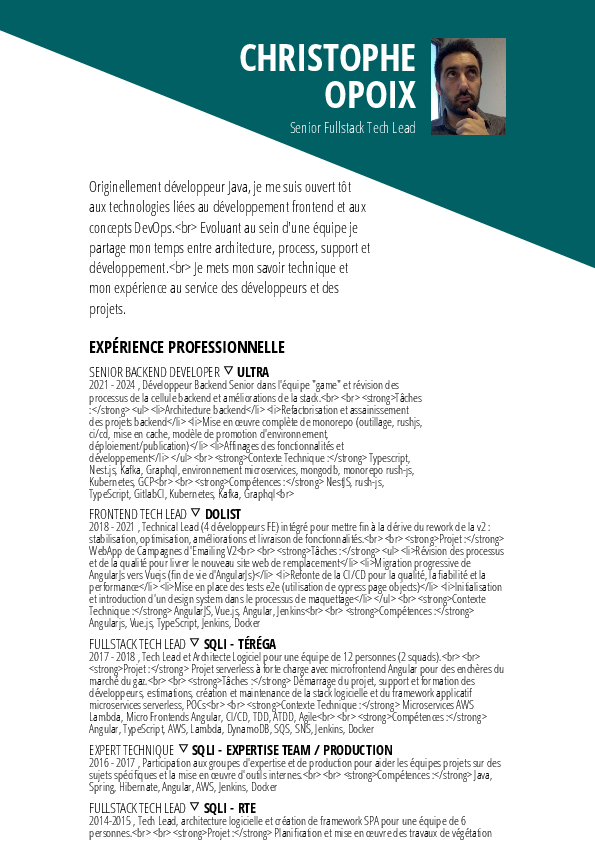 CHRISTOPHE
OPOIX
Senior Fullstack Tech Lead
Originellement développeur Java, je me suis ouvert tôt
aux technologies liées au développement frontend et aux
concepts DevOps.<br> Evoluant au sein d'une équipe je
partage mon temps entre architecture, process, support et
développement.<br> Je mets mon savoir technique et
mon expérience au service des développeurs et des
projets.
EXPÉRIENCE PROFESSIONNELLE
SENIOR BACKEND DEVELOPER ▽ ULTRA
2021 - 2024 , Développeur Backend Senior dans l'équipe "game" et révision des
processus de la cellule backend et améliorations de la stack.<br> <br> <strong>Tâches
:</strong> <ul> <li>Architecture backend</li> <li>Refactorisation et assainissement
des projets backend</li> <li>Mise en œuvre complète de monorepo (outillage, rushjs,
ci/cd, mise en cache, modèle de promotion d'environnement,
déploiement/publication)</li> <li>Affinages des fonctionnalités et
développement</li> </ul> <br> <strong>Contexte Technique :</strong> Typescript,
Nest.js, Kafka, Graphql, environnement microservices, mongodb, monorepo rush-js,
Kubernetes, GCP<br> <br> <strong>Compétences :</strong> NestJS, rush-js,
TypeScript, GitlabCI, Kubernetes, Kafka, Graphql<br>
FRONTEND TECH LEAD ▽ DOLIST
2018 - 2021 , Technical Lead (4 développeurs FE) intégré pour mettre fin à la dérive du rework de la v2 :
stabilisation, optimisation, améliorations et livraison de fonctionnalités.<br> <br> <strong>Projet :</strong>
WebApp de Campagnes d'Emailing V2<br> <br> <strong>Tâches :</strong> <ul> <li>Révision des processus
et de la qualité pour livrer le nouveau site web de remplacement</li> <li>Migration progressive de
AngularJs vers Vuejs (fin de vie d'AngularJs)</li> <li>Refonte de la CI/CD pour la qualité, la fiabilité et la
performance</li> <li>Mise en place des tests e2e (utilisation de cypress page objects)</li> <li>Initialisation
et introduction d'un design system dans le processus de maquettage</li> </ul> <br> <strong>Contexte
Technique :</strong> AngularJS, Vue.js, Angular, Jenkins<br> <br> <strong>Compétences :</strong>
Angularjs, Vue.js, TypeScript, Jenkins, Docker
FULLSTACK TECH LEAD ▽ SQLI - TÉRÉGA
2017 - 2018 , Tech Lead et Architecte Logiciel pour une équipe de 12 personnes (2 squads).<br> <br>
<strong>Projet :</strong> Projet serverless à forte charge avec microfrontend Angular pour des enchères du
marché du gaz.<br> <br> <strong>Tâches :</strong> Démarrage du projet, support et formation des
développeurs, estimations, création et maintenance de la stack logicielle et du framework applicatif
microservices serverless, POCs<br> <br> <strong>Contexte Technique :</strong> Microservices AWS
Lambda, Micro Frontends Angular, CI/CD, TDD, ATDD, Agile<br> <br> <strong>Compétences :</strong>
Angular, TypeScript, AWS, Lambda, DynamoDB, SQS, SNS, Jenkins, Docker
EXPERT TECHNIQUE ▽ SQLI - EXPERTISE TEAM / PRODUCTION
2016 - 2017 , Participation aux groupes d'expertise et de production pour aider les équipes projets sur des
sujets spécifiques et la mise en œuvre d'outils internes.<br> <br> <strong>Compétences :</strong> Java,
Spring, Hibernate, Angular, AWS, Jenkins, Docker
FULLSTACK TECH LEAD ▽ SQLI - RTE
2014-2015 , Tech Lead, architecture logicielle et création de framework SPA pour une équipe de 6
personnes.<br> <br> <strong>Projet :</strong> Planification et mise en œuvre des travaux de végétation